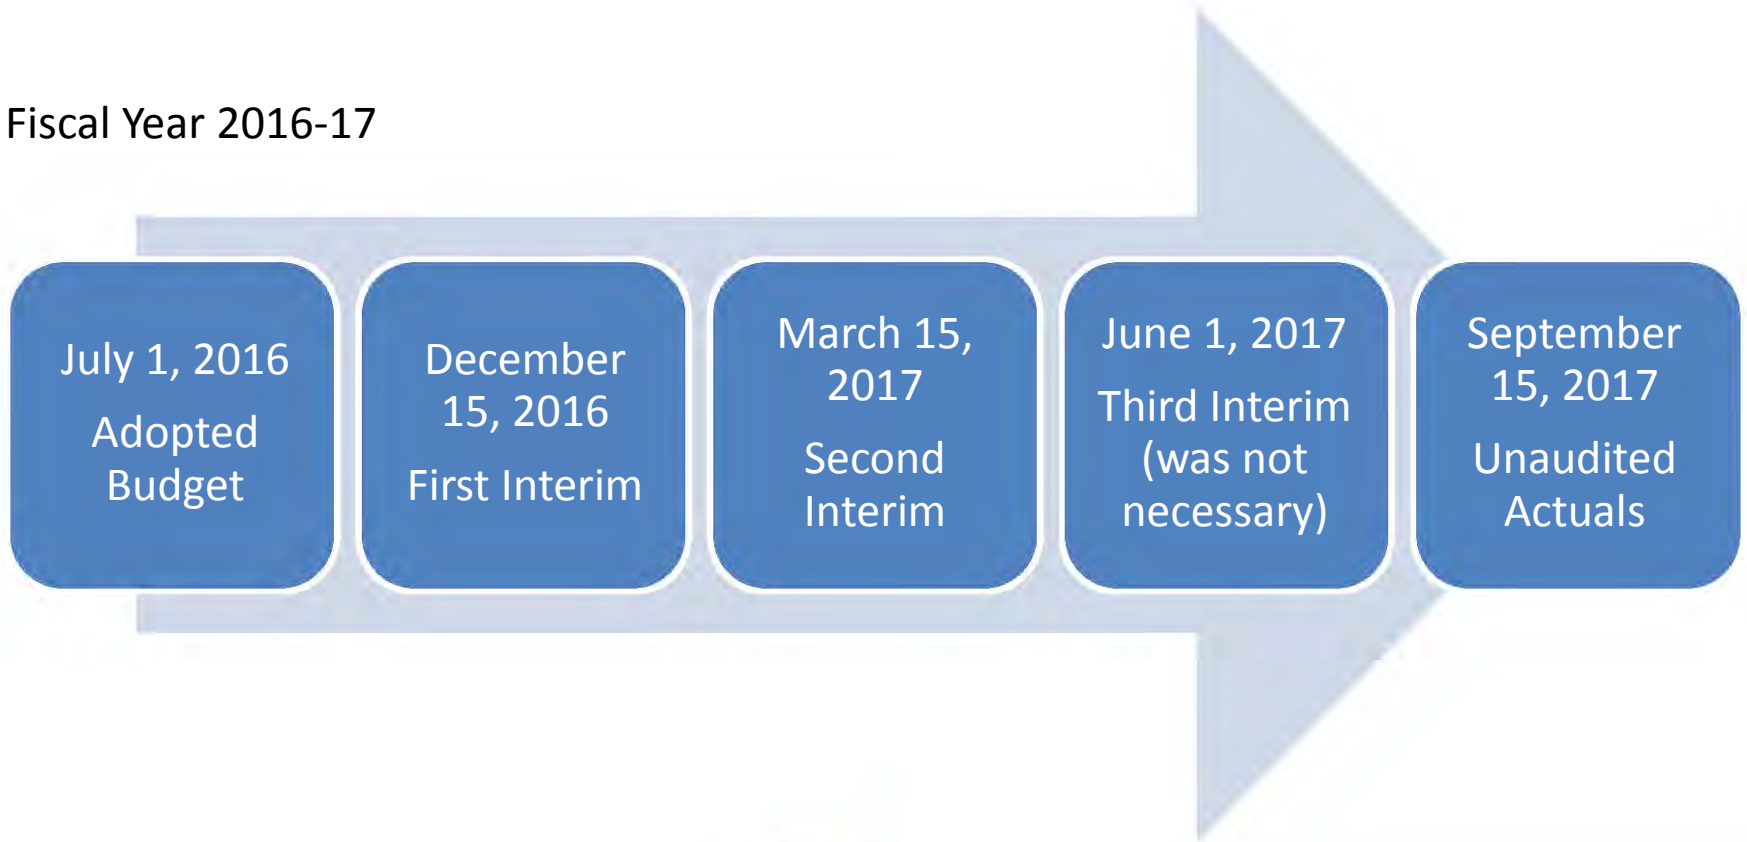 Fiscal Year 2016-17
July 1, 2016
Adopted
Budget
December
15, 2016
First Interim
March 15,
2017
Second
Interim
June 1, 2017
Third Interim
(was not
necessary)
September
15, 2017
Unaudited
Actuals